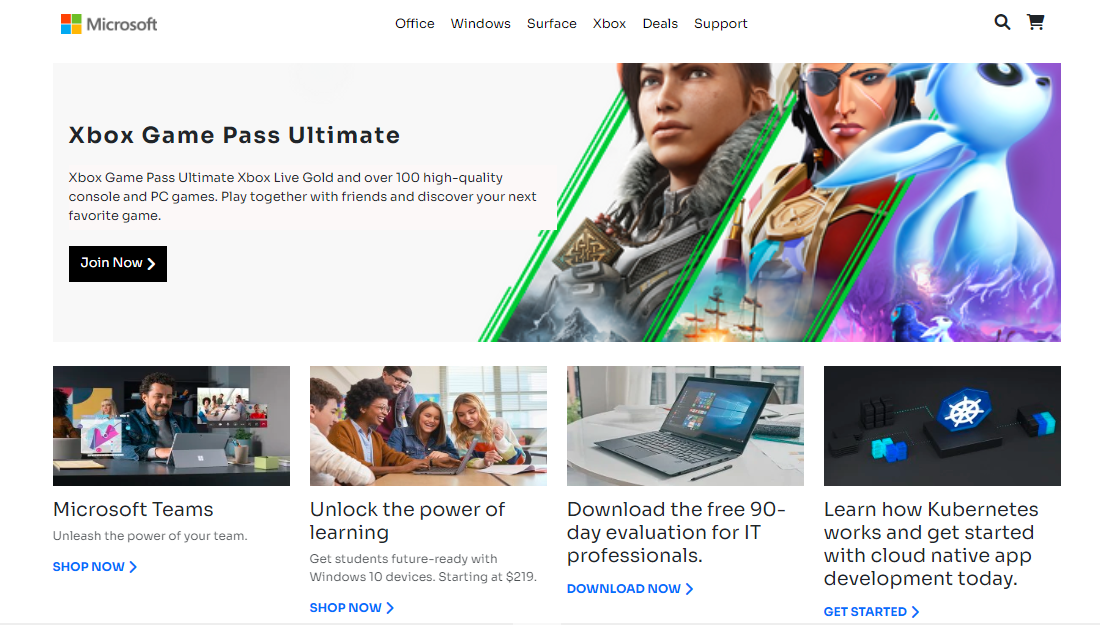 Microsoft
Office Windows Surface Xbox Deals Support
Xbox Game Pass Ultimate
Xbox Game Pass Ultimate Xbox Live Gold and over 100 high-quality
console and PC games. Play together with friends and discover your next
favorite game.
Join Now
Microsoft Teams
Unleash the power of your team.
SHOP NOW
Unlock the power of
learning
Get students future-ready with
Windows 10 devices. Starting at $219.
SHOP NOW
Download the free 90-
day evaluation for IT
professionals.
DOWNLOAD NOW
Learn how Kubernetes
works and get started
with cloud native app
development today.
GET STARTED